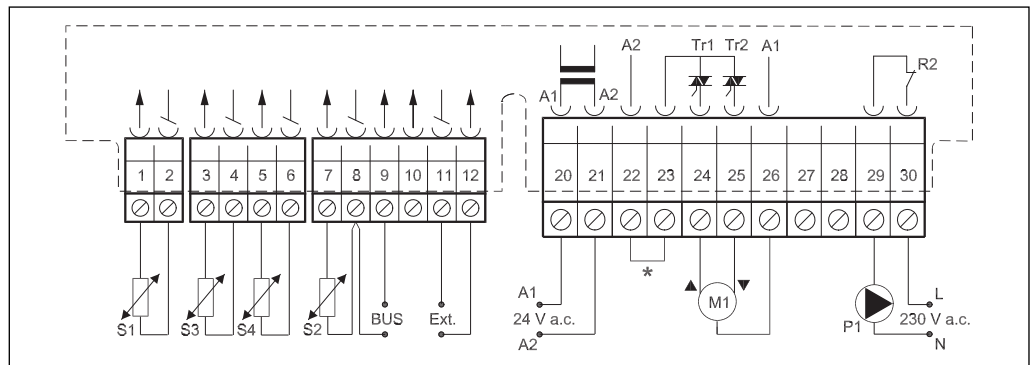 A2 Tr1 Tr2 A1
R2
A1 A2
1 2 3 4 5 6 7 8 9 10 11 12
20 21 22 23 24 25 26 27 28 29 30
*
S1 S3 S4 S2 BUS Ext.
A1
24 V a.c.
A2
M1
P1
L
230 V a.c.
N